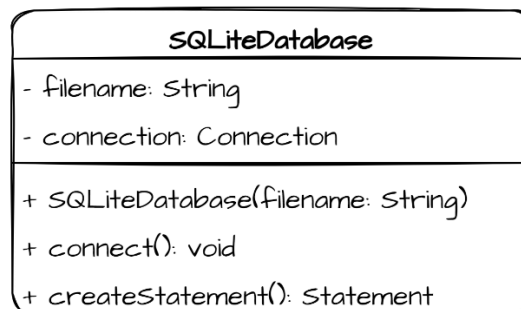 SQLiteDatabase
- filename: String
- connection: Connection
+ SQLiteDatabase(filename: String)
+ connect(): void
+ createStatement(): Statement